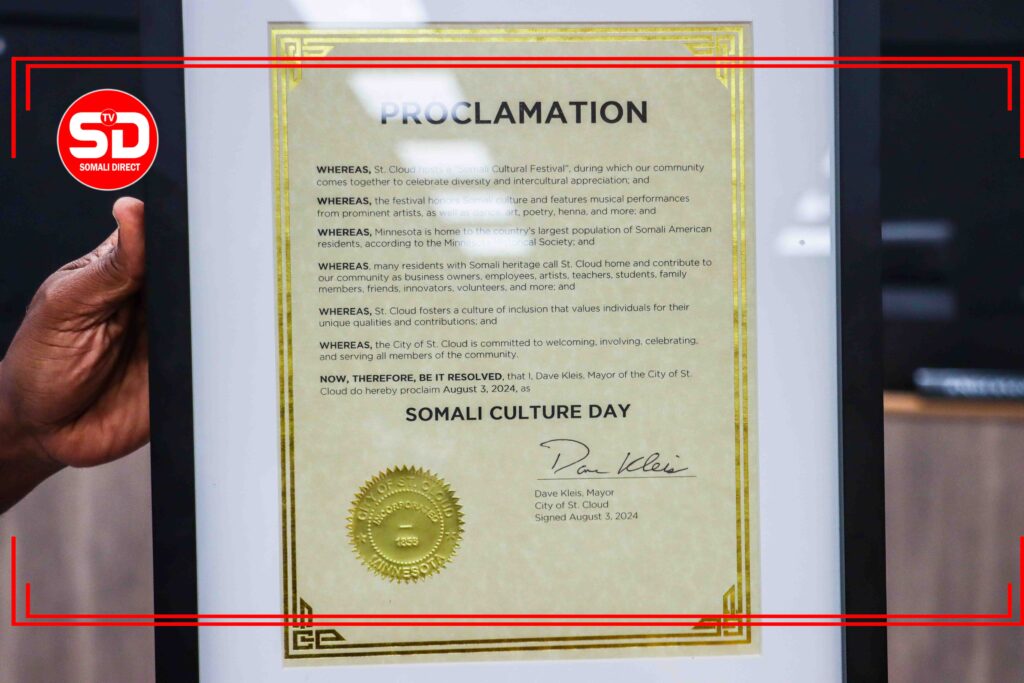 TV
SD
SOMALI DIRECT
PROCLAMATION
WHEREAS, St. Cloud hosts a "Somali Cultural Festival", during which our community
comes together to celebrate diversity and intercultural appreciation; and
WHEREAS, the festival honors Somali culture and features musical performances
from prominent artists, as well as dance, art, poetry, henna, and more; and
WHEREAS, Minnesota is home to the country's largest population of Somali American
residents, according to the Minnesota Historical Society; and
WHEREAS, many residents with Somali heritage call St. Cloud home and contribute to
our community as business owners, employees, artists, teachers, students, family
members, friends, innovators, volunteers, and more; and
WHEREAS, St. Cloud fosters a culture of inclusion that values individuals for their
unique qualities and contributions; and
WHEREAS, the City of St. Cloud is committed to welcoming, involving, celebrating,
and serving all members of the community.
NOW, THEREFORE, BE IT RESOLVED, that I, Dave Kleis, Mayor of the City of St.
Cloud do hereby proclaim August 3, 2024, as
SOMALI CULTURE DAY
Dave Kleis
Dave Kleis, Mayor
City of St. Cloud
Signed August 3, 2024
CITY OF ST. CLOUD
INCORPORATED
1856
MINNESOTA